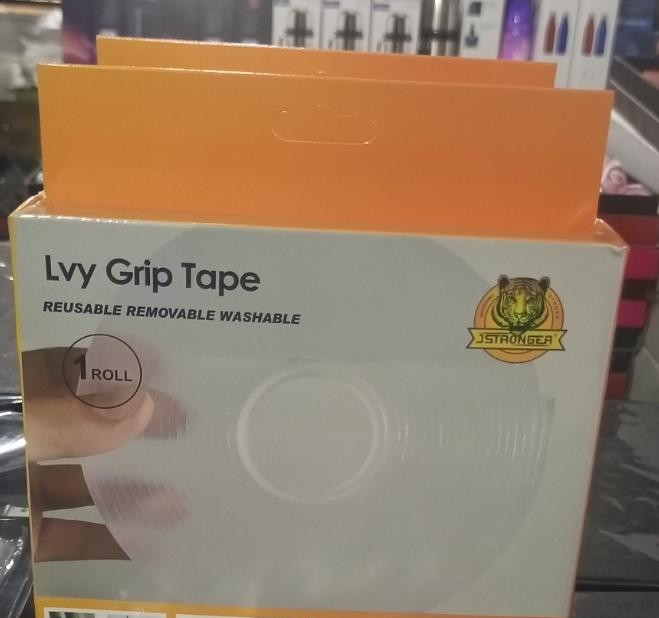 Lvy Grip Tape
REUSABLE REMOVABLE WASHABLE
1 ROLL
JSTRONGER